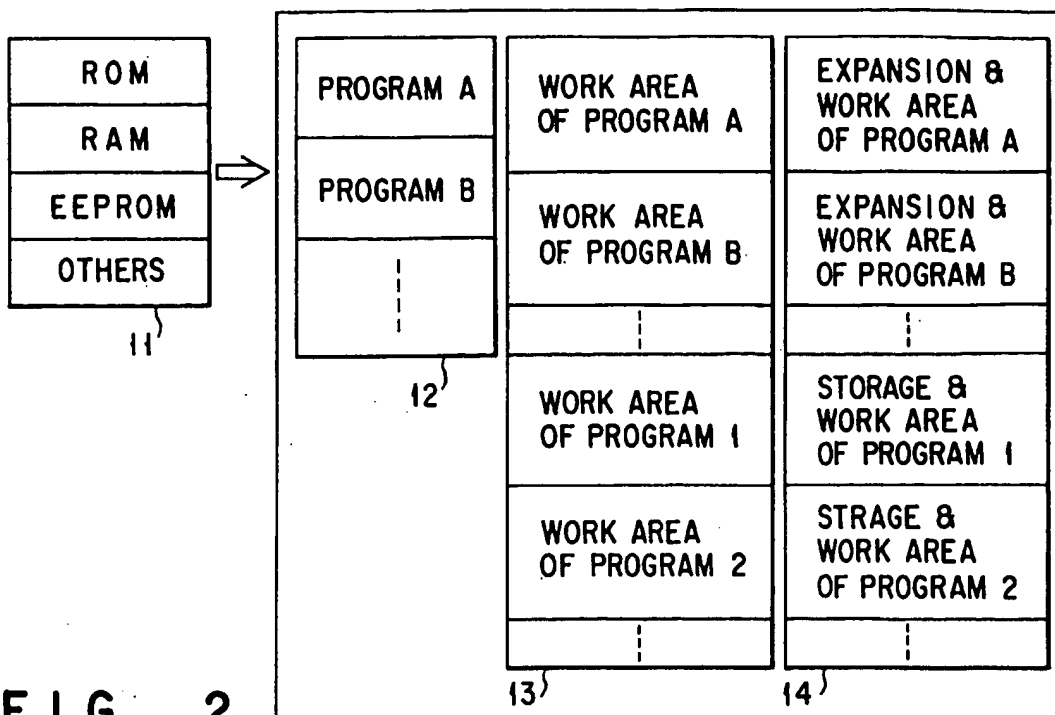 ROM
RAM
EEPROM
OTHERS
11
PROGRAM A
PROGRAM B
12
WORK AREA
OF PROGRAM A
WORK AREA
OF PROGRAM B
WORK AREA
OF PROGRAM 1
WORK AREA
OF PROGRAM 2
13
EXPANSION &
WORK AREA
OF PROGRAM A
EXPANSION &
WORK AREA
OF PROGRAM B
STORAGE &
WORK AREA
OF PROGRAM 1
STRAGE &
WORK AREA
OF PROGRAM 2
14
FIG. 2